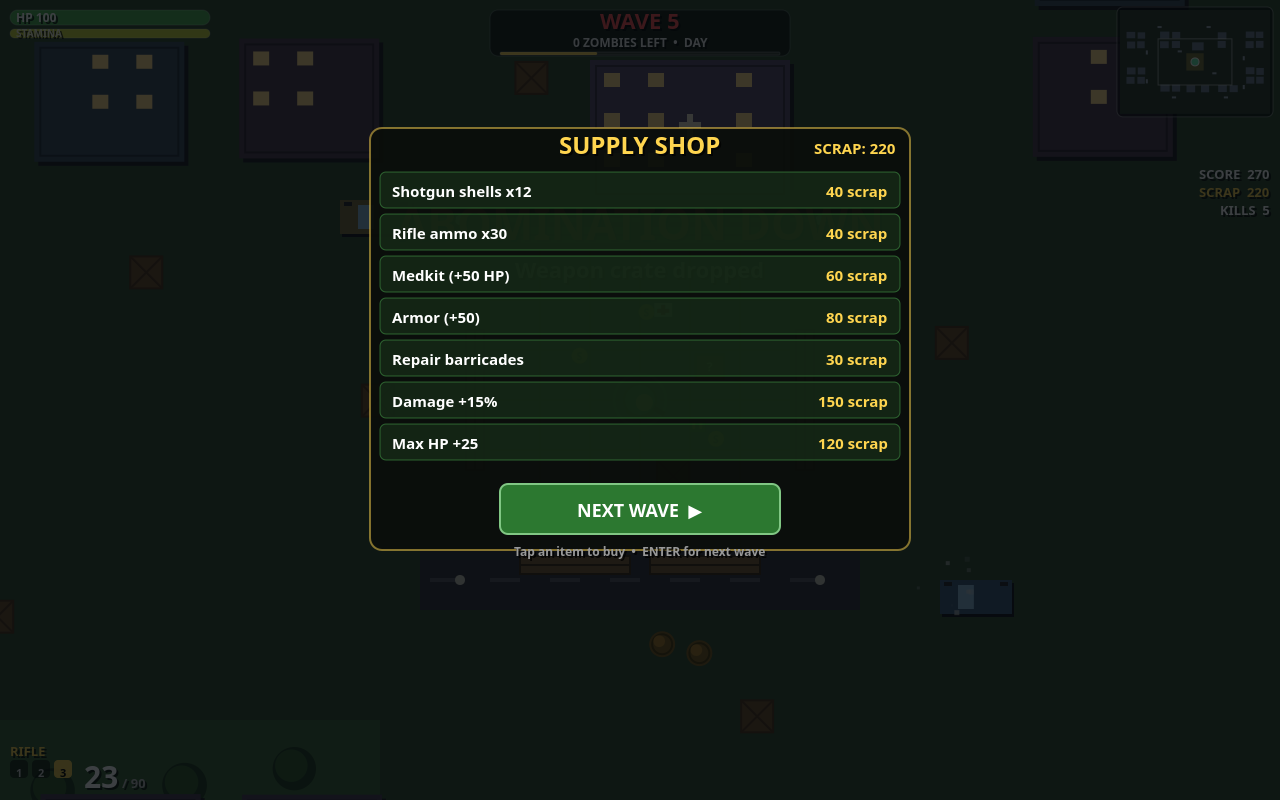 HP 100
STAMINA
WAVE 5
0 ZOMBIES LEFT • DAY
SUPPLY SHOP
SCRAP: 220
Shotgun shells x12 40 scrap
Rifle ammo x30 40 scrap
Weapon crate dropped
Medkit (+50 HP) 60 scrap
Armor (+50) 80 scrap
Repair barricades 30 scrap
Damage +15% 150 scrap
Max HP +25 120 scrap
NEXT WAVE ▶
Tap an item to buy • ENTER for next wave
SCORE 270
SCRAP 220
KILLS 5
RIFLE
1 2 3
23 / 90